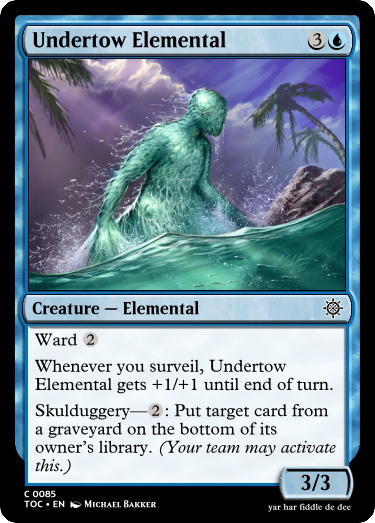 Undertow Elemental 3
Creature — Elemental
Ward 2
Whenever you surveil, Undertow
Elemental gets +1/+1 until end of turn.
Skulduggery—2: Put target card from
a graveyard on the bottom of its
owner's library. (Your team may activate
this.)
3/3
C 0085
TOC • EN Michael Bakker
yar har fiddle de dee